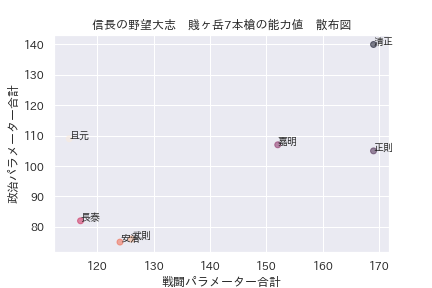 信長の野望大志　賤ヶ岳7本槍の能力値　散布図
140
130
120
110
100
90
80
政治パラメーター合計
清正
且元
嘉明
正則
長泰
安治
武則
120
130
140
150
160
170
戦闘パラメーター合計